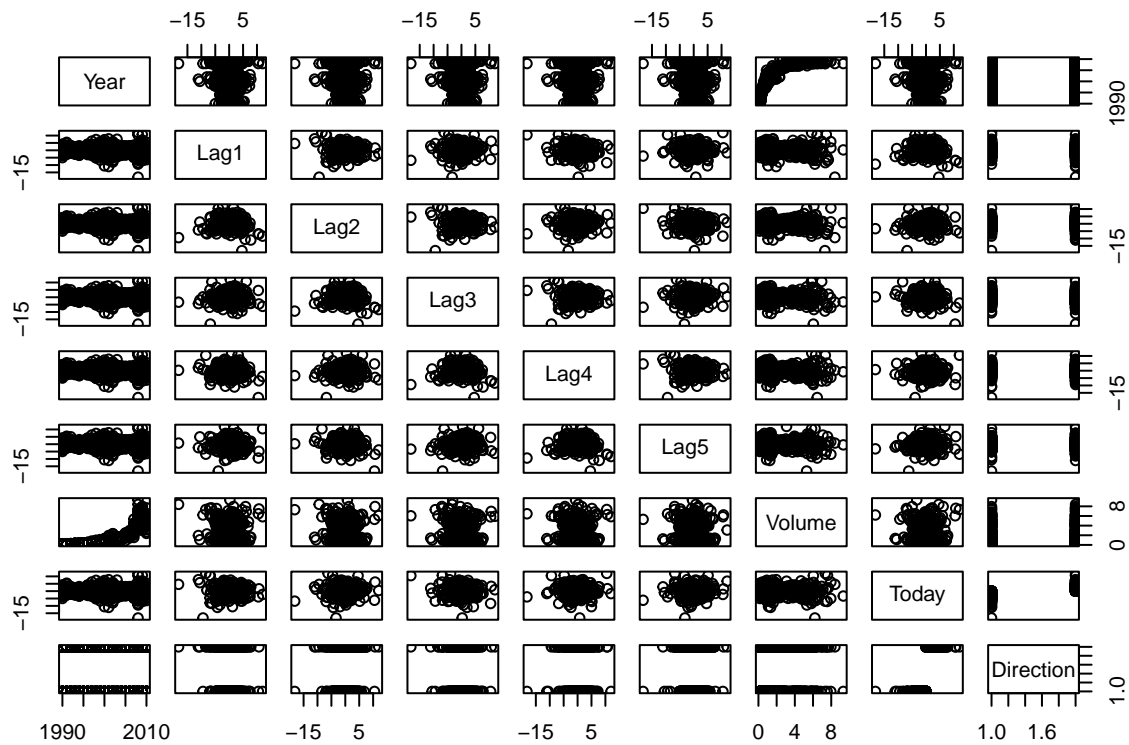 −15 5 −15 5 −15 5 −15 5
Year
1990
−15
Lag1
Lag2
−15
−15
Lag3
Lag4
−15
−15
Lag5
Volume
0 8
−15
Today
Direction
1.0
1990 2010 −15 5 −15 5 0 4 8 1.0 1.6